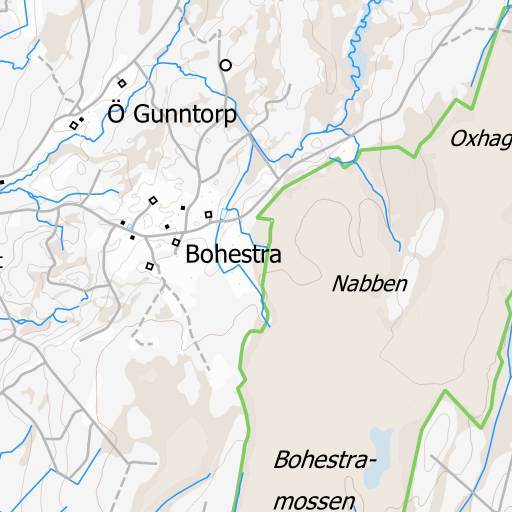 Ö Gunntorp
Oxhag
Bohestra
Nabben
Bohestra-
mossen